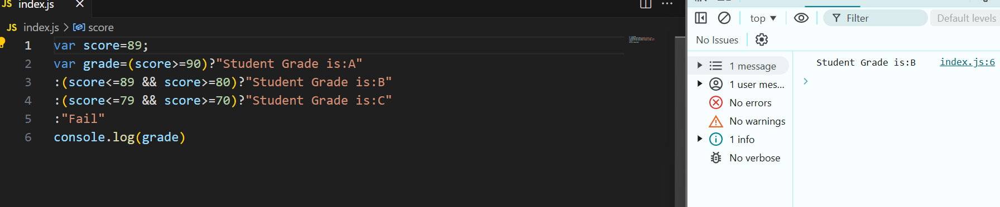 JS index.js
JS index.js > score
1 var score=89;
2 var grade=(score>=90)?"Student Grade is:A"
3 :(score<=89 && score>=80)?"Student Grade is:B"
4 :(score<=79 && score>=70)?"Student Grade is:C"
5 :"Fail"
6 console.log(grade)
top
Filter
Default levels
No Issues
1 message
1 user mes...
No errors
No warnings
1 info
No verbose
Student Grade is:B index.js:6